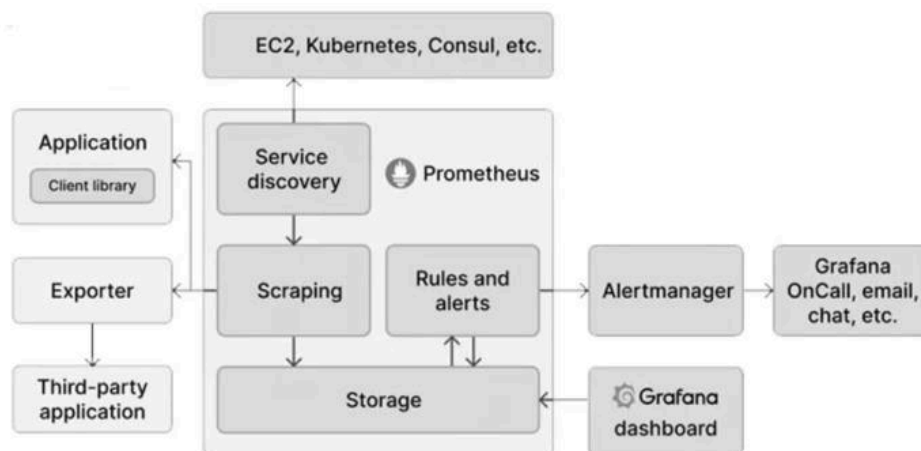 EC2, Kubernetes, Consul, etc.
Application
Client library
Service
discovery
Prometheus
Exporter
Scraping
Rules and
alerts
Alertmanager
Grafana
OnCall, email,
chat, etc.
Third-party
application
Storage
Grafana
dashboard